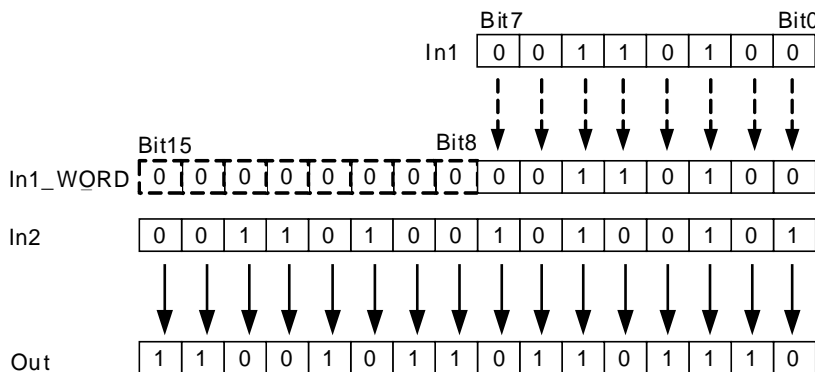 Bit7 Bit0
In1 0 0 1 1 0 1 0 0
Bit15 Bit8
In1_WORD 0 0 0 0 0 0 0 0 0 0 1 1 0 1 0 0
In2 0 0 1 1 0 1 0 0 1 0 1 0 0 1 0 1
Out 1 1 0 0 1 0 1 1 0 1 1 0 1 1 1 0